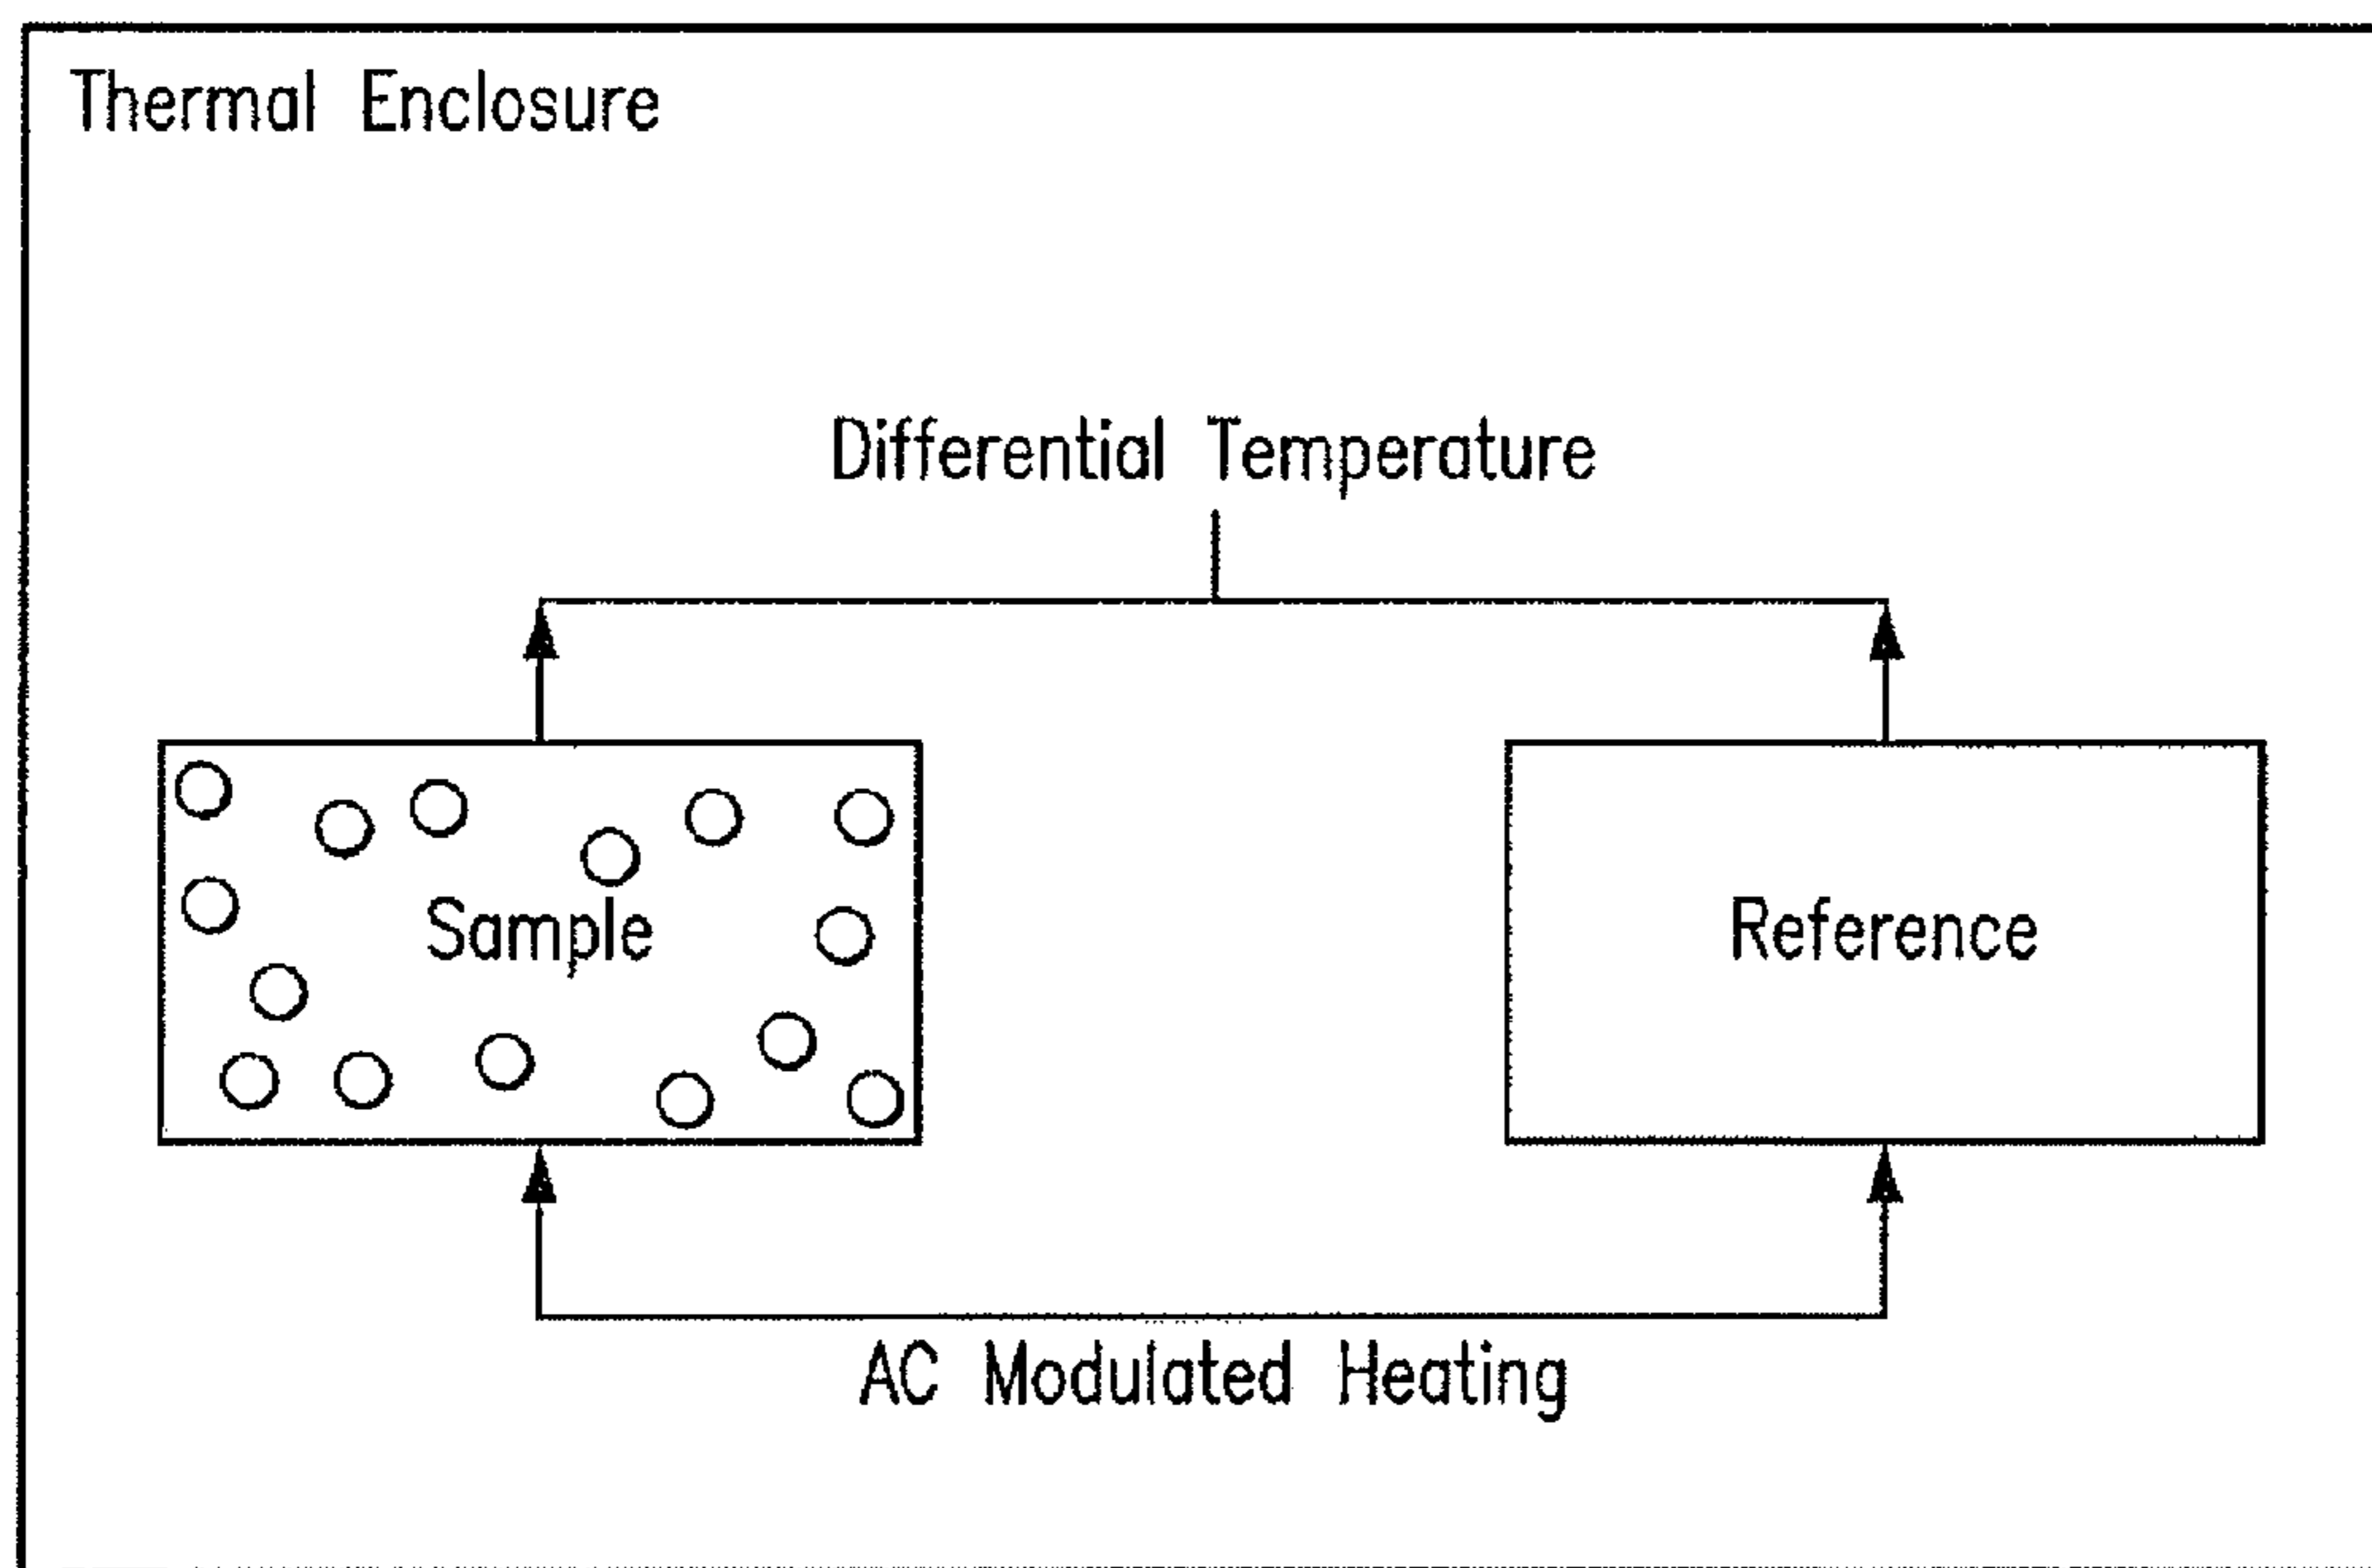 Thermal Enclosure
Differential Temperature
Sample
Reference
AC Modulated Heating